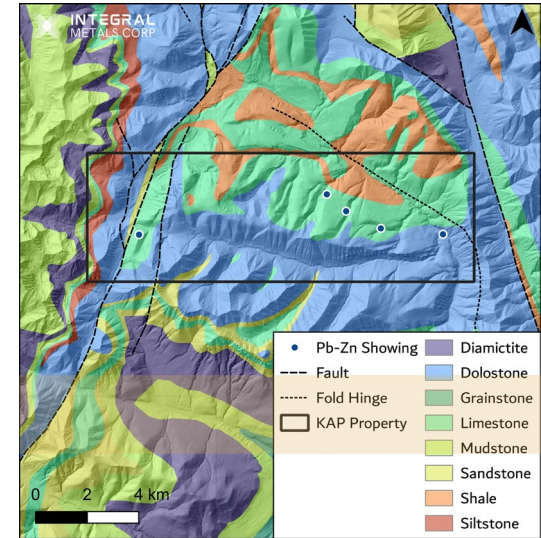 INTEGRAL
METALS CORP
Pb-Zn Showing
Fault
Fold Hinge
KAP Property
Diamictite
Dolostone
Grainstone
Limestone
Mudstone
Sandstone
Shale
Siltstone
0 2 4 km